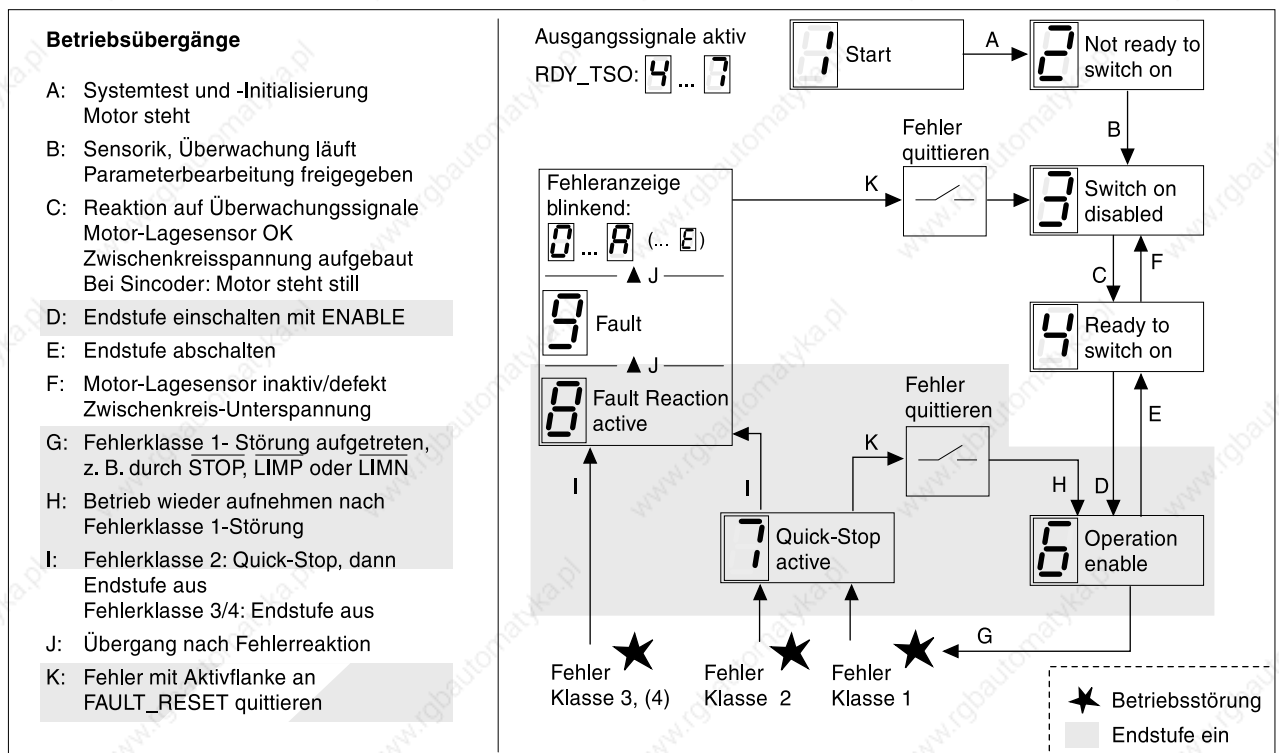 Betriebsübergänge
A: Systemtest und -Initialisierung
Motor steht
B: Sensorik, Überwachung läuft
Parameterbearbeitung freigegeben
C: Reaktion auf Überwachungssignale
Motor-Lagesensor OK
Zwischenkreisspannung aufgebaut
Bei Sincoder: Motor steht still
D: Endstufe einschalten mit ENABLE
E: Endstufe abschalten
F: Motor-Lagesensor inaktiv/defekt
Zwischenkreis-Unterspannung
G: Fehlerklasse 1- Störung aufgetreten,
z. B. durch STOP, LIMP oder LIMN
H: Betrieb wieder aufnehmen nach
Fehlerklasse 1-Störung
I: Fehlerklasse 2: Quick-Stop, dann
Endstufe aus
Fehlerklasse 3/4: Endstufe aus
J: Übergang nach Fehlerreaktion
K: Fehler mit Aktivflanke an
FAULT_RESET quittieren
Ausgangssignale aktiv
RDY_TSO: 4 ... 7
1 Start
A
2 Not ready to
switch on
B
Fehler
quittieren
K
3 Switch on
disabled
Fehleranzeige
blinkend:
0 ... A (... E)
J
9 Fault
J
8 Fault Reaction
active
C
F
4 Ready to
switch on
Fehler
quittieren
K
E
I
I
H
D
7 Quick-Stop
active
6 Operation
enable
G
Fehler
Klasse 3, (4)
Fehler
Klasse 2
Fehler
Klasse 1
Betriebsstörung
Endstufe ein
www.rgbautomatyka.pl